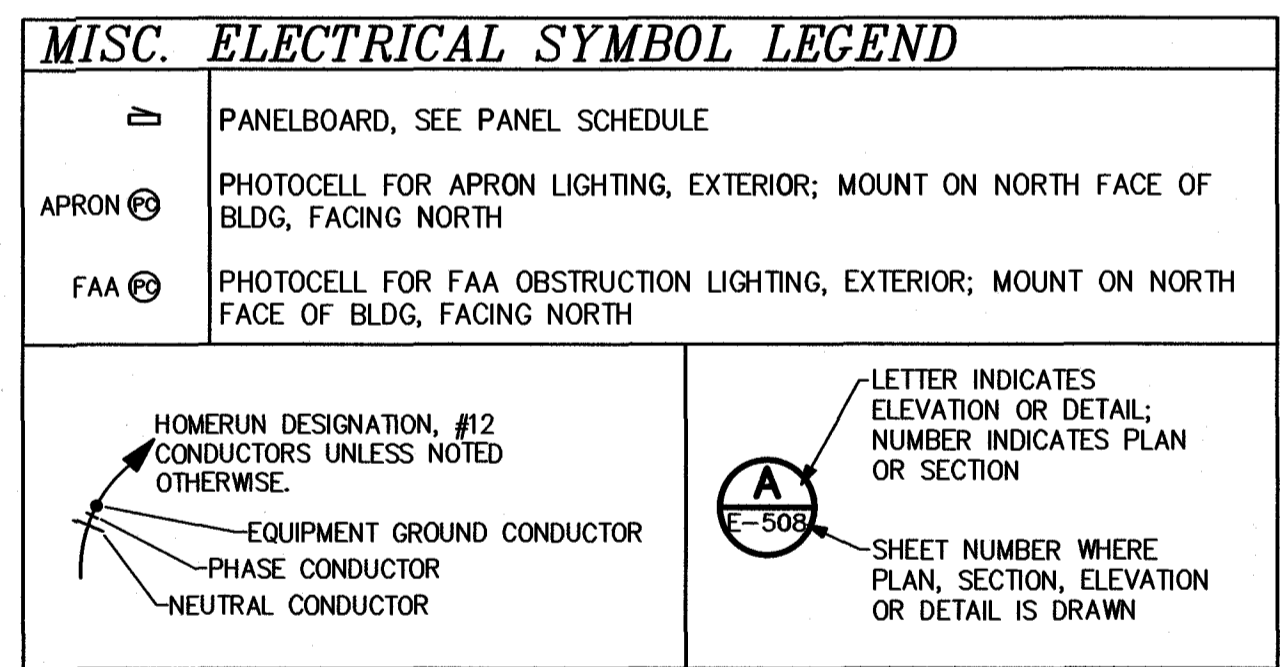 MISC. ELECTRICAL SYMBOL LEGEND
PANELBOARD, SEE PANEL SCHEDULE
APRON PC
PHOTOCELL FOR APRON LIGHTING, EXTERIOR; MOUNT ON NORTH FACE OF
BLDG, FACING NORTH
FAA PC
PHOTOCELL FOR FAA OBSTRUCTION LIGHTING, EXTERIOR; MOUNT ON NORTH
FACE OF BLDG, FACING NORTH
HOMERUN DESIGNATION, #12
CONDUCTORS UNLESS NOTED
OTHERWISE.
EQUIPMENT GROUND CONDUCTOR
PHASE CONDUCTOR
NEUTRAL CONDUCTOR
LETTER INDICATES
ELEVATION OR DETAIL;
NUMBER INDICATES PLAN
OR SECTION
A
E-508
SHEET NUMBER WHERE
PLAN, SECTION, ELEVATION
OR DETAIL IS DRAWN